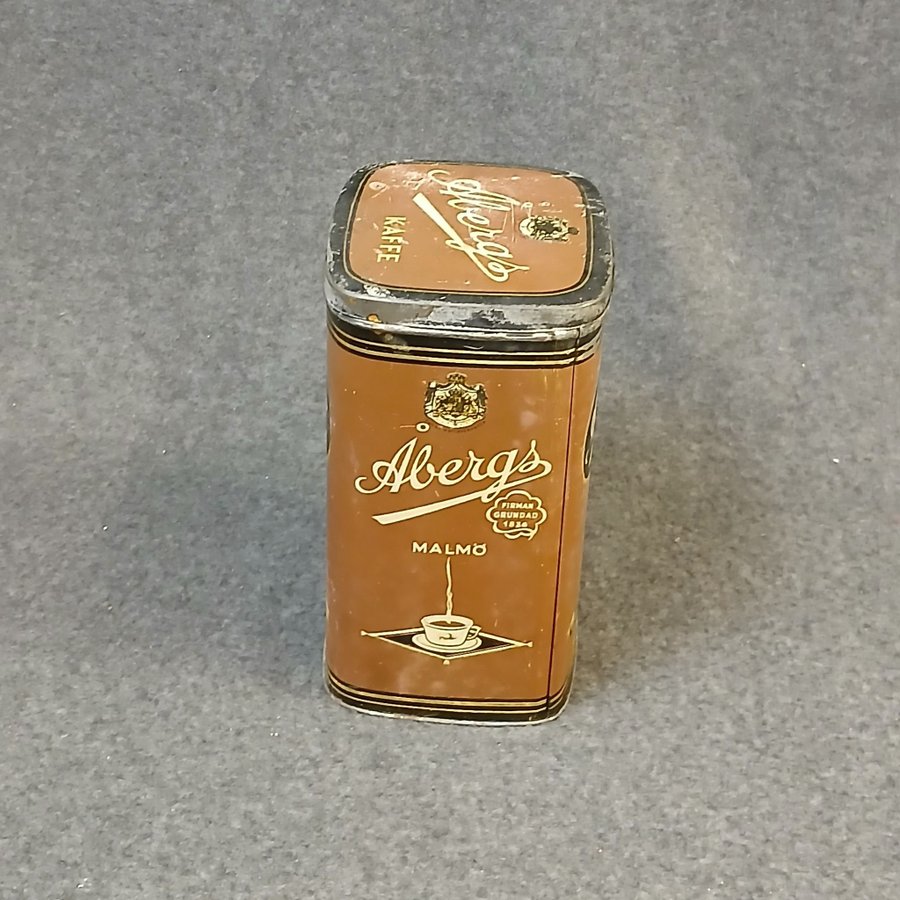 Åbergs
KAFFE
Åbergs
FIRMAN
GRUNDAD
MALMÖ